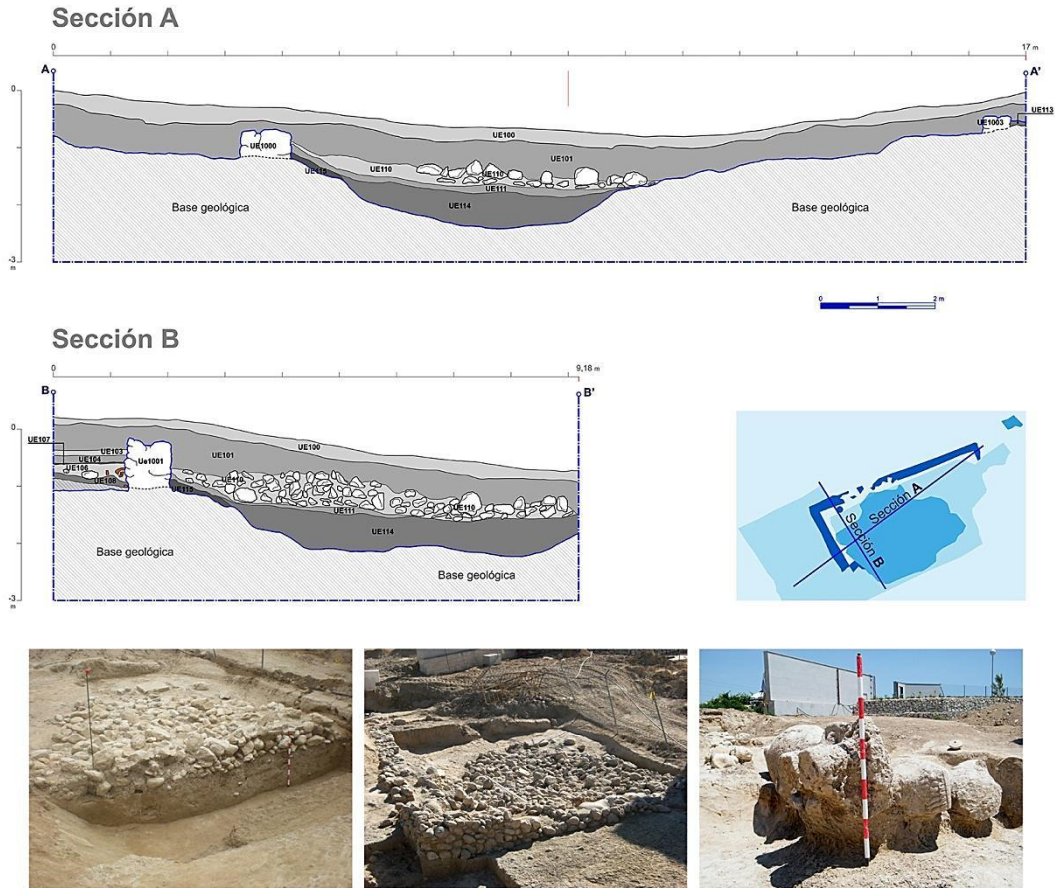 Sección A
0
17 m
A
A'
0
UE113
UE1003
UE100
UE1000
UE101
UE115
UE110
UE110
UE111
UE114
Base geológica
Base geológica
-3
m
0 1 2 m
Sección B
0
9,18 m
B
B'
0
UE107
UE103
UE104
UE106
UE108
Ue1001
UE101
UE100
UE110
UE115
UE111
UE110
UE114
Base geológica
Base geológica
-3
m
Sección A
Sección B